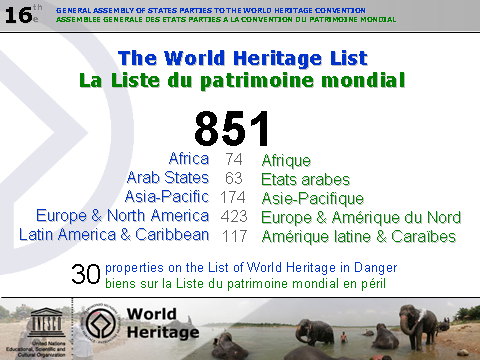 16th
e
GENERAL ASSEMBLY OF STATES PARTIES TO THE WORLD HERITAGE CONVENTION
ASSEMBLEE GENERALE DES ETATS PARTIES A LA CONVENTION DU PATRIMOINE MONDIAL
The World Heritage List
La Liste du patrimoine mondial
851
Africa 74 Afrique
Arab States 63 Etats arabes
Asia-Pacific 174 Asie-Pacifique
Europe & North America 423 Europe & Amérique du Nord
Latin America & Caribbean 117 Amérique latine & Caraïbes
30 properties on the List of World Heritage in Danger
biens sur la Liste du patrimoine mondial en péril
UNESCO
United Nations
Educational, Scientific and
Cultural Organization
World
Heritage